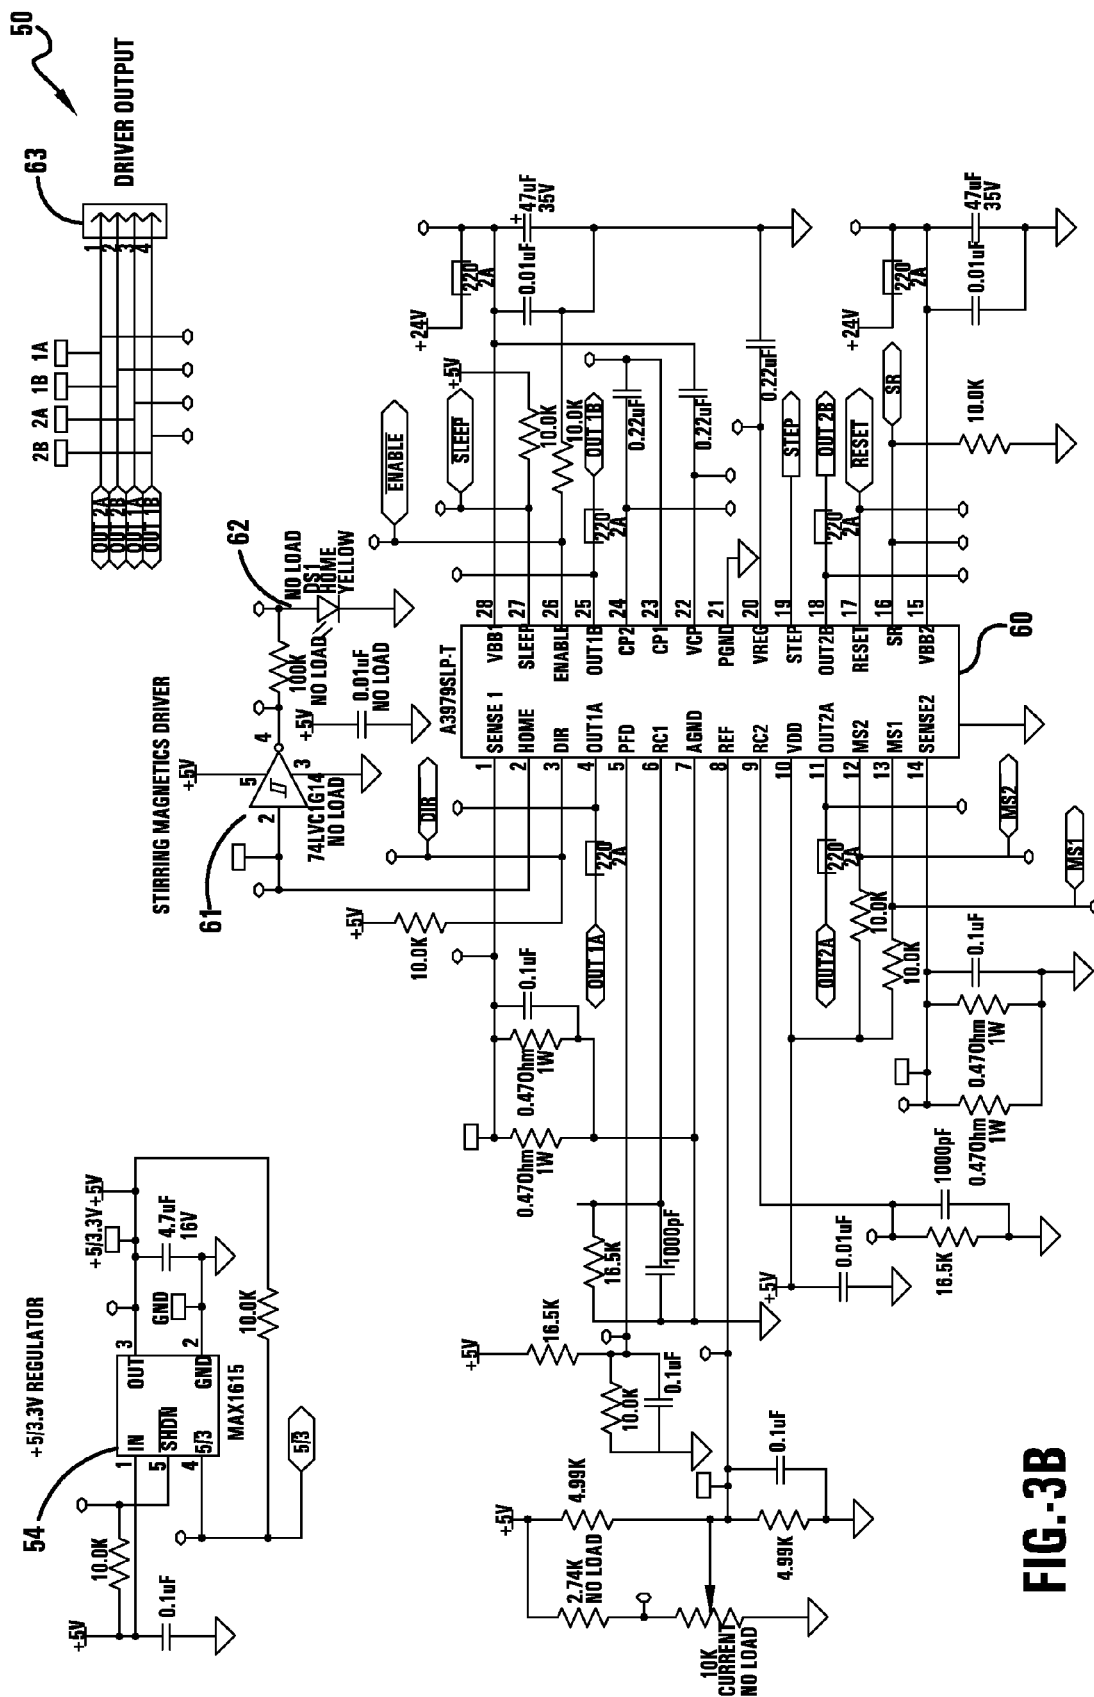 50
63
DRIVER OUTPUT
1
2
3
4
1A
1B
2A
2B
OUT 2A
OUT 2B
OUT 1A
OUT 1B
+5/3.3V REGULATOR
54
+5V
10.0K
0.1uF
1
IN
5
SHDN
4
5/3
OUT
3
GND
2
MAX1615
+5/3.3V
+5V
4.7uF
16V
GND
10.0K
5/3
STIRRING MAGNETICS DRIVER
61
+5V
5
2
4
3
74LVC1G14
NO LOAD
100K
NO LOAD
62
NO LOAD
DS1
HOME
YELLOW
+5V
0.01uF
NO LOAD
A3979SLP-T
60
1
SENSE 1
2
HOME
3
DIR
4
OUT1A
5
PFD
6
RC1
7
AGND
8
REF
9
RC2
10
VDD
11
OUT2A
12
MS2
13
MS1
14
SENSE2
VBB1
28
SLEEP
27
ENABLE
26
OUT1B
25
CP2
24
CP1
23
VCP
22
PGND
21
VREG
20
STEP
19
OUT2B
18
RESET
17
SR
16
VBB2
15
ENABLE
SLEEP
+5V
10.0K
10.0K
OUT 1B
220
2A
0.22uF
0.22uF
0.22uF
+24V
220
2A
0.01uF
47uF
35V
+
STEP
OUT 2B
220
2A
RESET
SR
10.0K
+24V
220
2A
0.01uF
47uF
35V
+5V
10.0K
DIR
220
2A
OUT 1A
0.1uF
0.47Ohm
1W
0.47Ohm
1W
16.5K
1000pF
+5V
16.5K
10.0K
0.1uF
+5V
4.99K
2.74K
NO LOAD
4.99K
0.1uF
10K
CURRENT
NO LOAD
+5V
0.01uF
16.5K
1000pF
OUT2A
220
2A
10.0K
10.0K
MS2
MS1
0.1uF
0.47Ohm
1W
0.47Ohm
1W
FIG.-3B